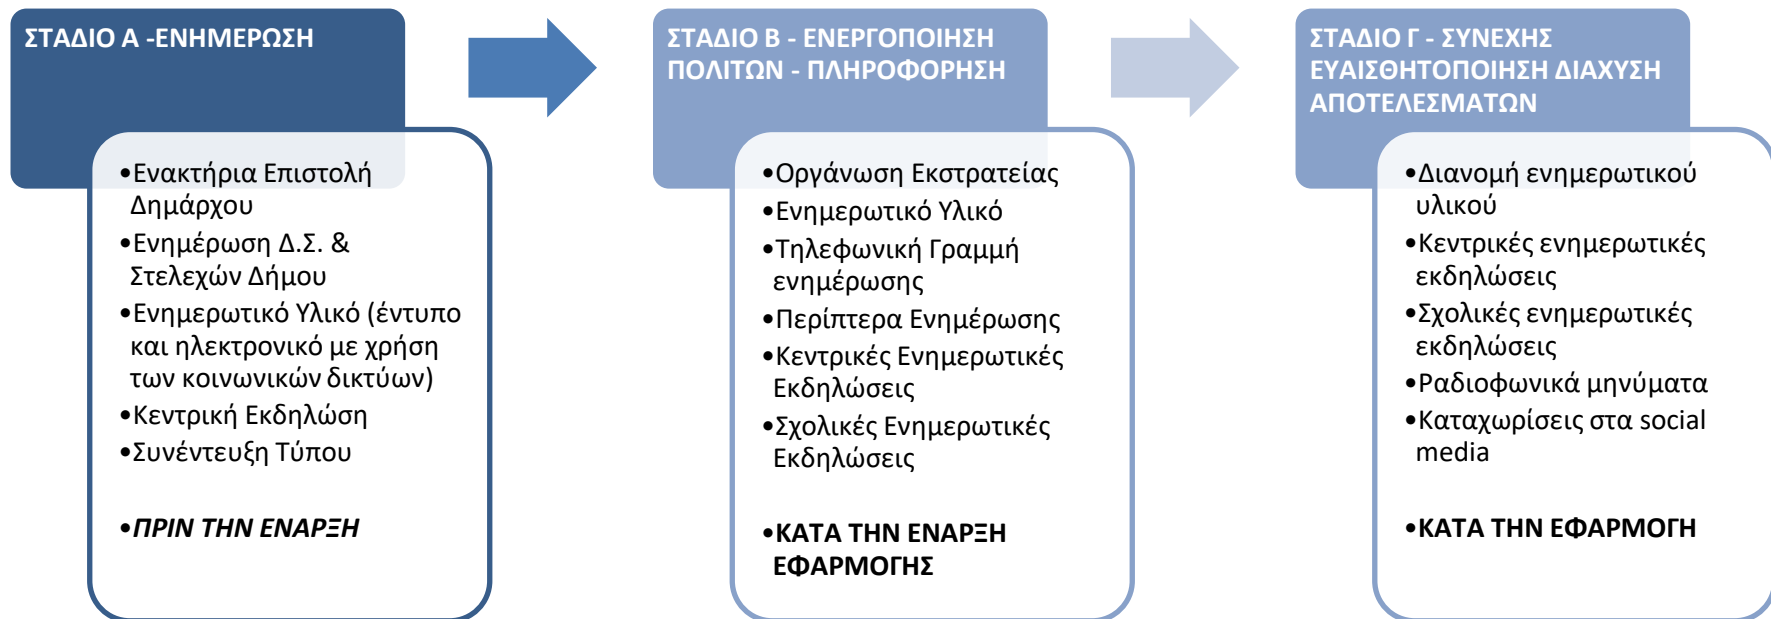 ΣΤΑΔΙΟ Α -ΕΝΗΜΕΡΩΣΗ
•Ενακτήρια Επιστολή
Δημάρχου
•Ενημέρωση Δ.Σ. &
Στελεχών Δήμου
•Ενημερωτικό Υλικό (έντυπο
και ηλεκτρονικό με χρήση
των κοινωνικών δικτύων)
•Κεντρική Εκδηλώση
•Συνέντευξη Τύπου
•ΠΡΙΝ ΤΗΝ ΕΝΑΡΞΗ
ΣΤΑΔΙΟ Β - ΕΝΕΡΓΟΠΟΙΗΣΗ
ΠΟΛΙΤΩΝ - ΠΛΗΡΟΦΟΡΗΣΗ
•Οργάνωση Εκστρατείας
•Ενημερωτικό Υλικό
•Τηλεφωνική Γραμμή
ενημέρωσης
•Περίπτερα Ενημέρωσης
•Κεντρικές Ενημερωτικές
Εκδηλώσεις
•Σχολικές Ενημερωτικές
Εκδηλώσεις
•ΚΑΤΑ ΤΗΝ ΕΝΑΡΞΗ
ΕΦΑΡΜΟΓΗΣ
ΣΤΑΔΙΟ Γ - ΣΥΝΕΧΗΣ
ΕΥΑΙΣΘΗΤΟΠΟΙΗΣΗ ΔΙΑΧΥΣΗ
ΑΠΟΤΕΛΕΣΜΑΤΩΝ
•Διανομή ενημερωτικού
υλικού
•Κεντρικές ενημερωτικές
εκδηλώσεις
•Σχολικές ενημερωτικές
εκδηλώσεις
•Ραδιοφωνικά μηνύματα
•Καταχωρίσεις στα social
media
•ΚΑΤΑ ΤΗΝ ΕΦΑΡΜΟΓΗ